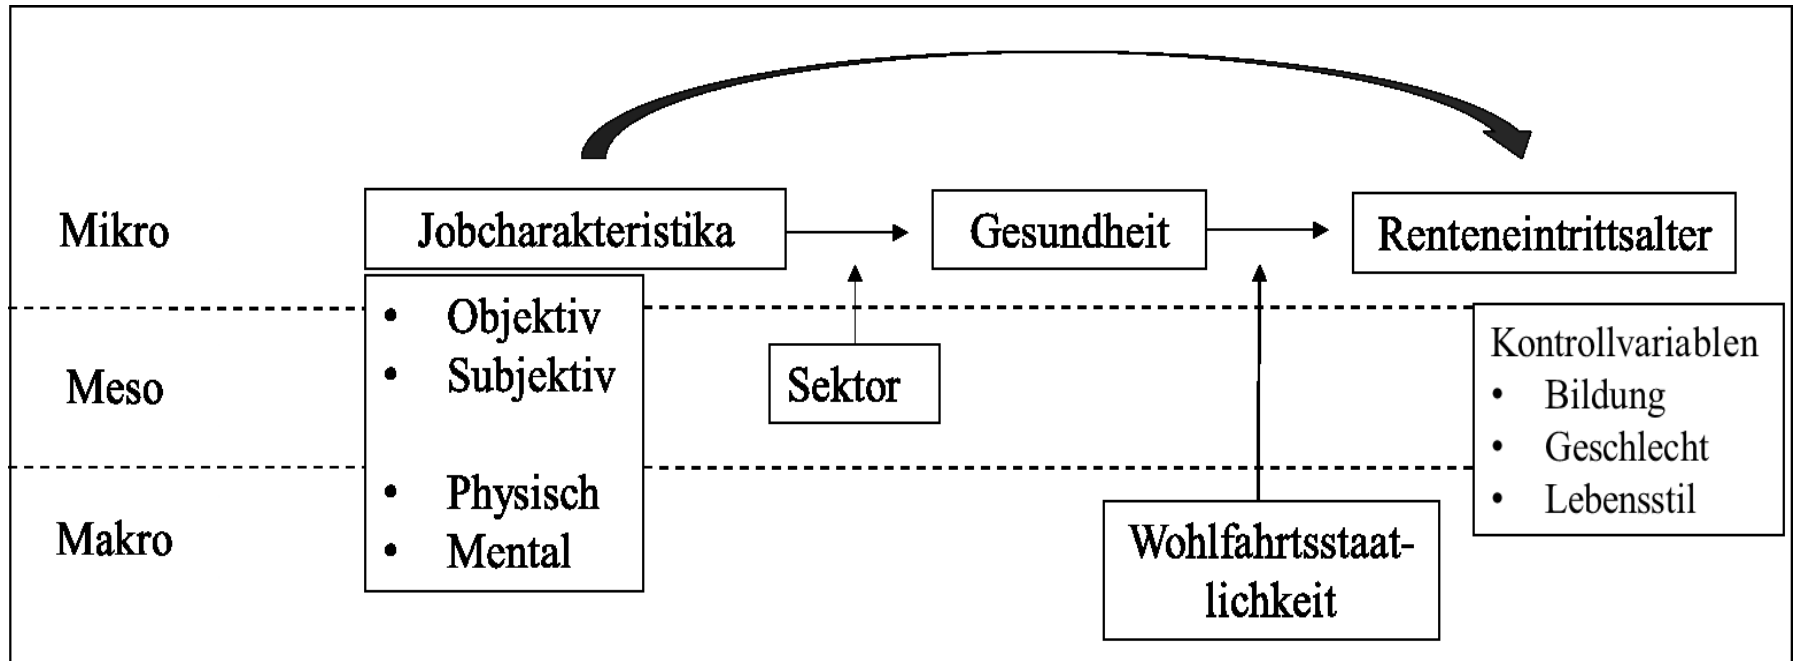 Mikro
Jobcharakteristika
Gesundheit
Renteneintrittsalter
• Objektiv
• Subjektiv
• Physisch
• Mental
Meso
Sektor
Kontrollvariablen
• Bildung
• Geschlecht
• Lebensstil
Makro
Wohlfahrtsstaat-
lichkeit